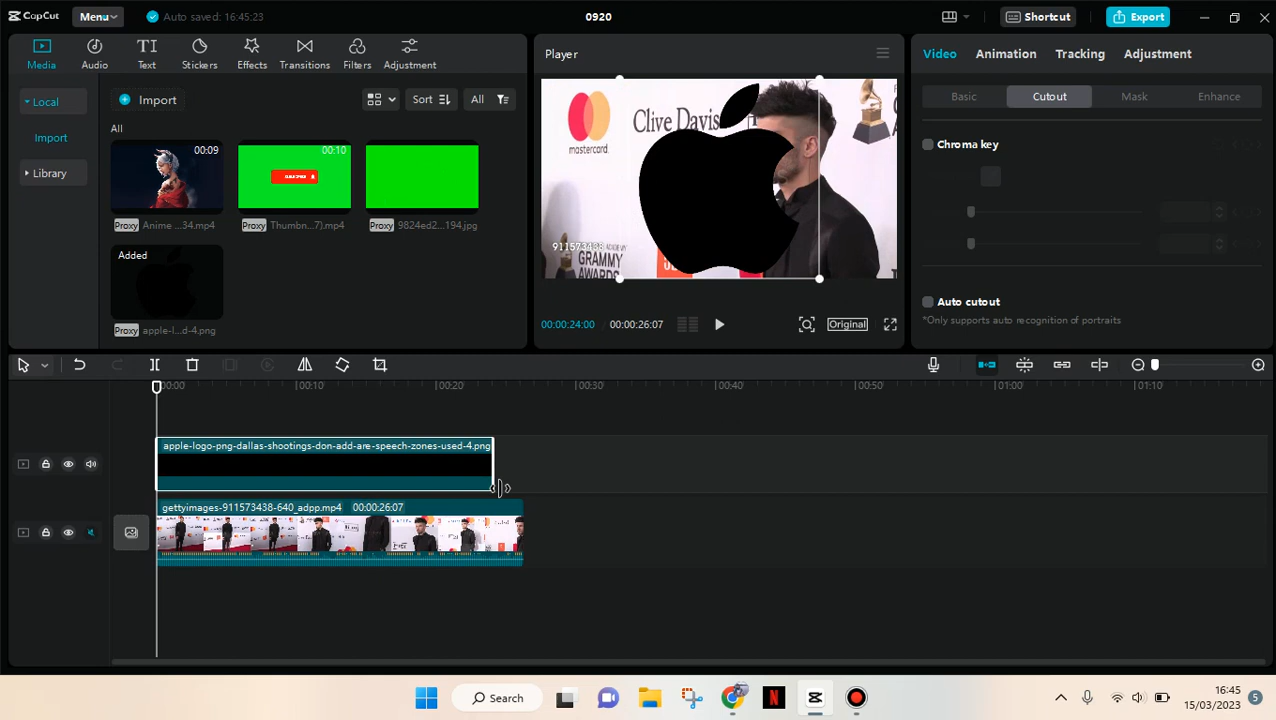 CapCut
Menu
Auto saved: 16:45:23
0920
Shortcut
Export
Media
Audio
Text
Stickers
Effects
Transitions
Filters
Adjustment
Local
Import
Library
Import
Sort
All
All
00:09
Proxy
Anime ...34.mp4
00:10
Proxy
Thumbn...7).mp4
Proxy
9824ed2...194.jpg
Added
Proxy
apple-l...d-4.png
Player
mastercard.
Clive Davis
911573438
GRAMMY
AWARDS
00:00:24:00
00:00:26:07
Original
Video
Animation
Tracking
Adjustment
Basic
Cutout
Mask
Enhance
Chroma key
Auto cutout
*Only supports auto recognition of portraits
00:00
00:10
00:20
00:30
00:40
00:50
01:00
01:10
apple-logo-png-dallas-shootings-don-add-are-speech-zones-used-4.png
gettyimages-911573438-640_adpp.mp4 00:00:26:07
Search
16:45
15/03/2023
5